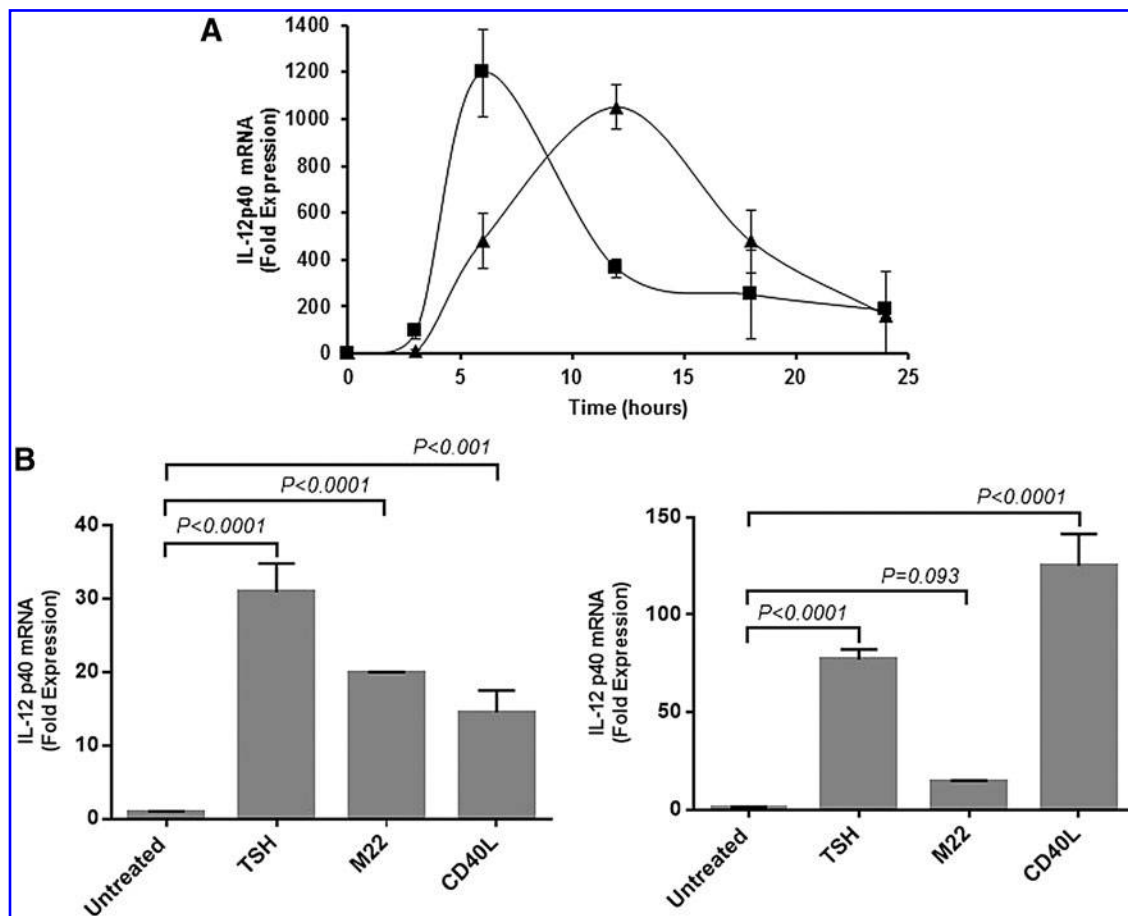 A
1400
1200
1000
800
600
400
200
0
IL-12p40 mRNA
(Fold Expression)
0 5 10 15 20 25
Time (hours)
B
P<0.001
P<0.0001
P<0.0001
40
30
20
10
0
IL-12 p40 mRNA
(Fold Expression)
Untreated TSH M22 CD40L
P<0.0001
P=0.093
P<0.0001
150
100
50
0
IL-12 p40 mRNA
(Fold Expression)
Untreated TSH M22 CD40L